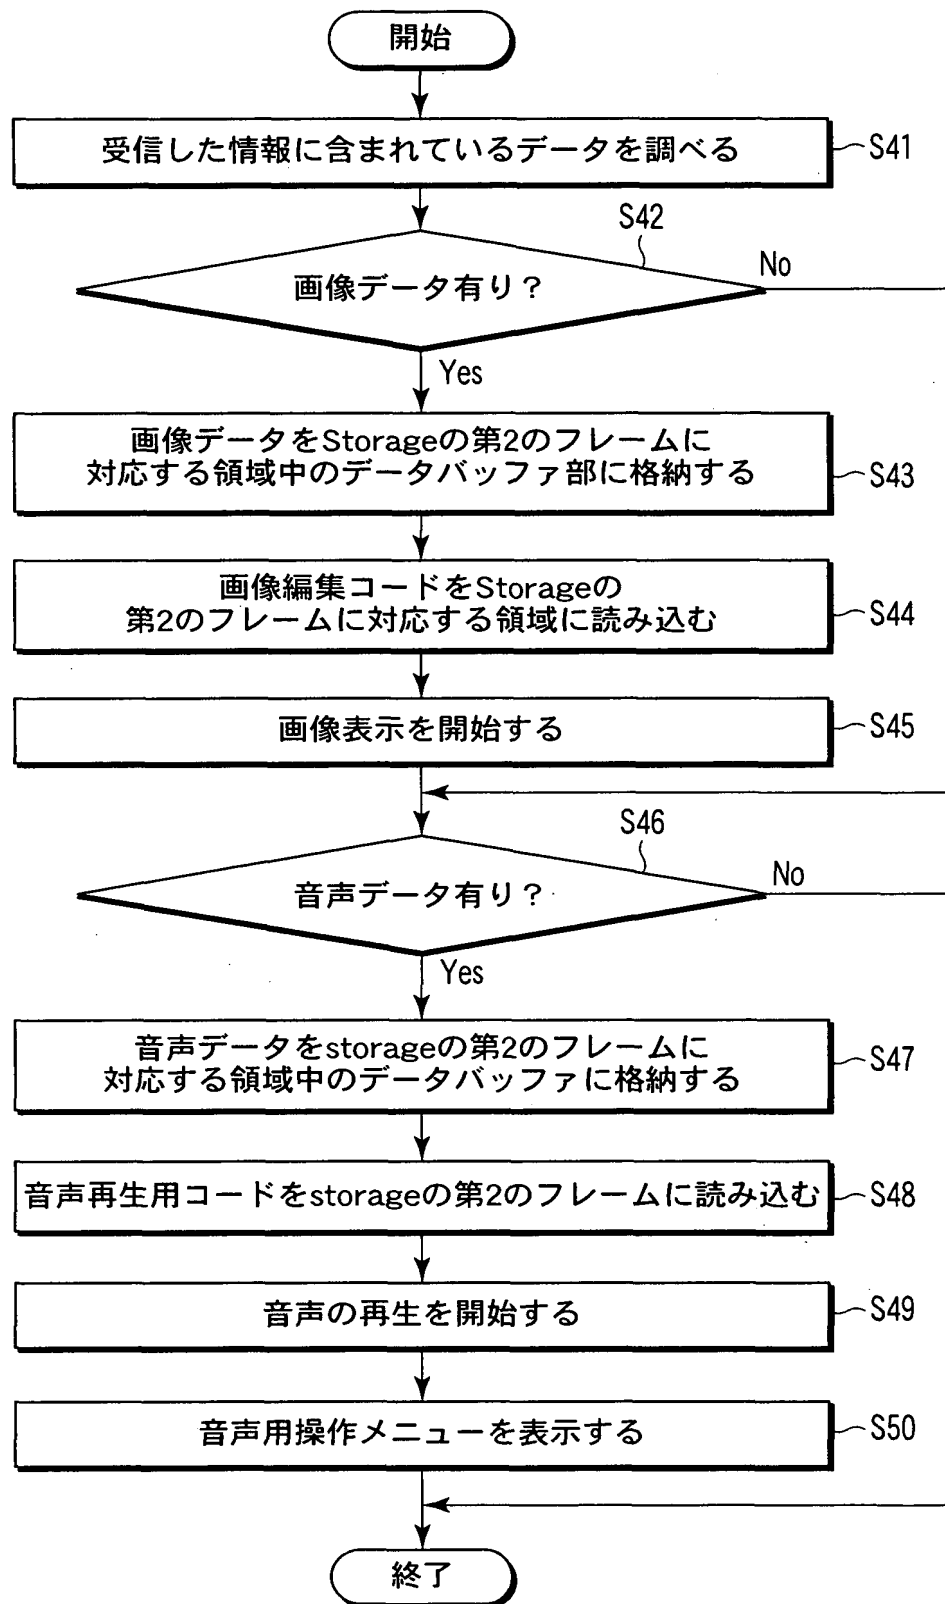 開始
受信した情報に含まれているデータを調べる
S41
S42
画像データ有り？
No
Yes
画像データをStorageの第2のフレームに
対応する領域中のデータバッファ部に格納する
S43
画像編集コードをStorageの
第2のフレームに対応する領域に読み込む
S44
画像表示を開始する
S45
S46
音声データ有り？
No
Yes
音声データをstorageの第2のフレームに
対応する領域中のデータバッファに格納する
S47
音声再生用コードをstorageの第2のフレームに読み込む
S48
音声の再生を開始する
S49
音声用操作メニューを表示する
S50
終了